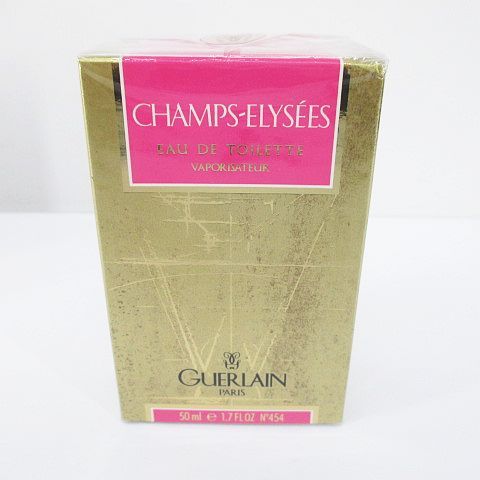 CHAMPS-ELYSÉES
EAU DE TOILETTE
VAPORISATEUR
GUERLAIN
PARIS
50 ml e 1.7 FL OZ N°454